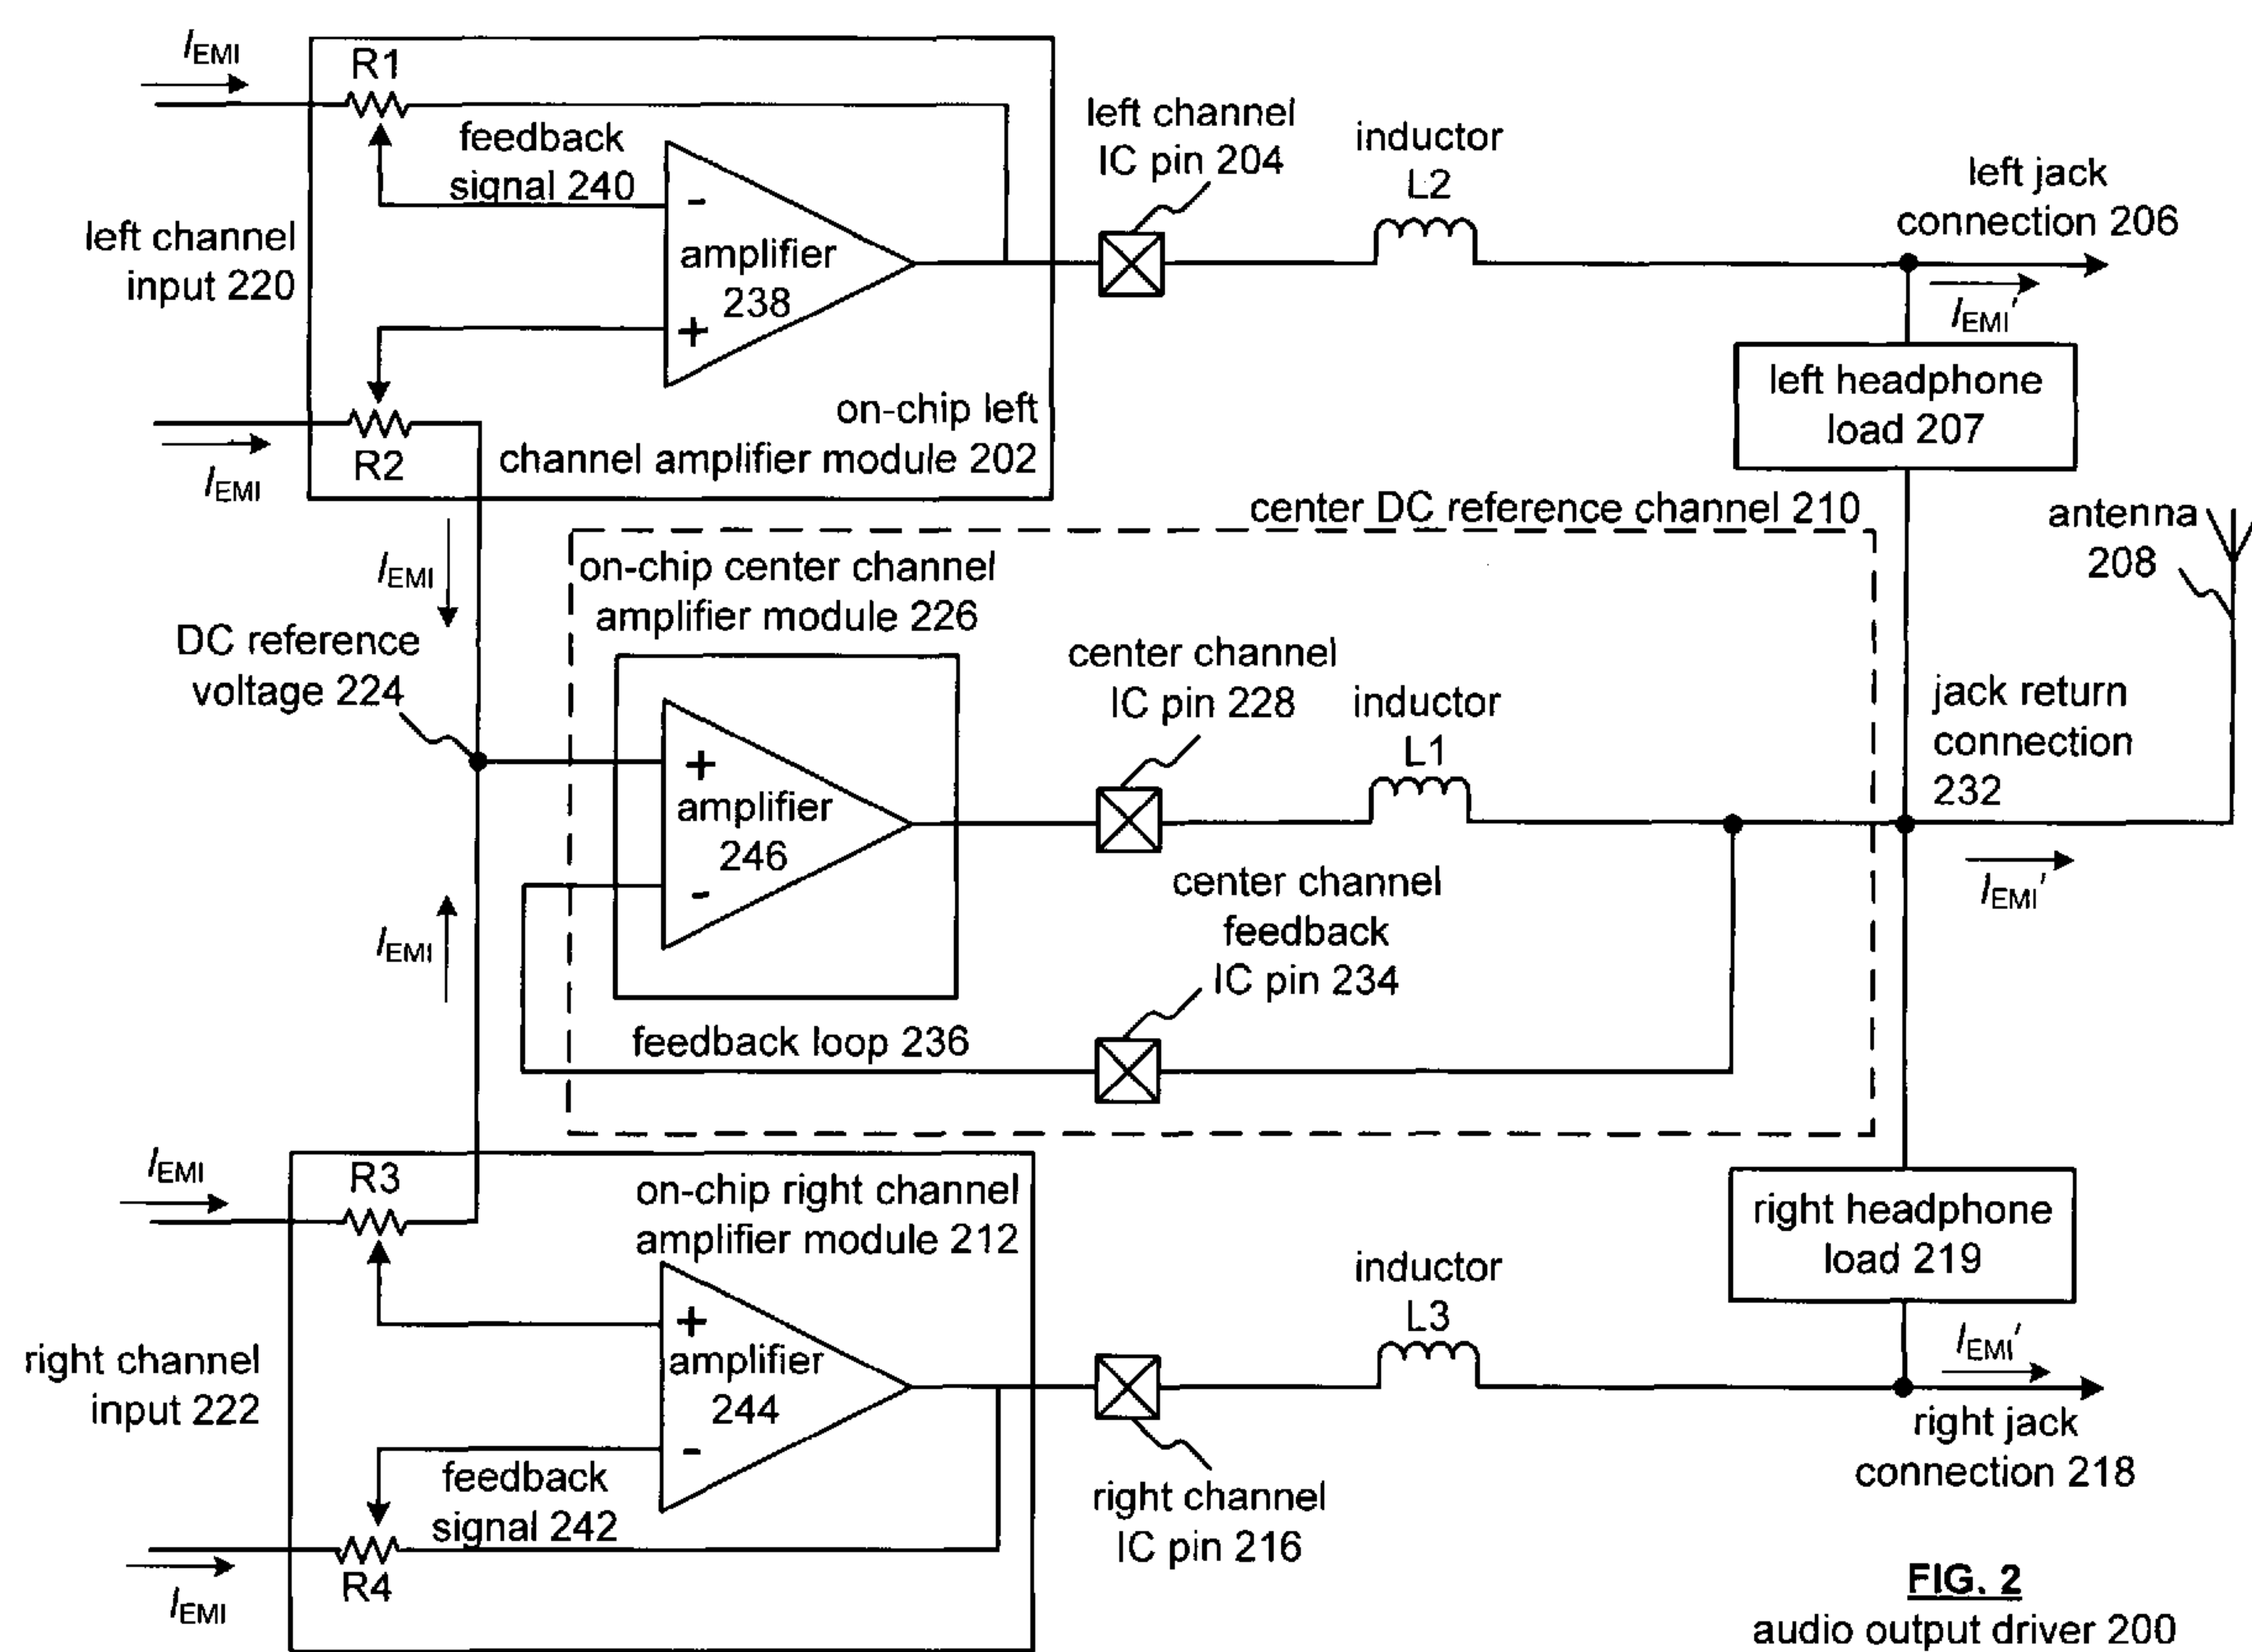 IEMI
R1
feedback
signal 240
-
amplifier
238
+
left channel
input 220
left channel
IC pin 204
inductor
L2
left jack
connection 206
IEMI'
left headphone
load 207
on-chip left
channel amplifier module 202
R2
IEMI
IEMI
center DC reference channel 210
antenna
208
on-chip center channel
amplifier module 226
DC reference
voltage 224
+
amplifier
246
-
center channel
IC pin 228
inductor
L1
jack return
connection
232
IEMI'
center channel
feedback
IC pin 234
IEMI
feedback loop 236
IEMI
R3
on-chip right channel
amplifier module 212
+
amplifier
244
-
right channel
input 222
feedback
signal 242
R4
IEMI
inductor
L3
right headphone
load 219
IEMI'
right jack
connection 218
right channel
IC pin 216
FIG. 2
audio output driver 200